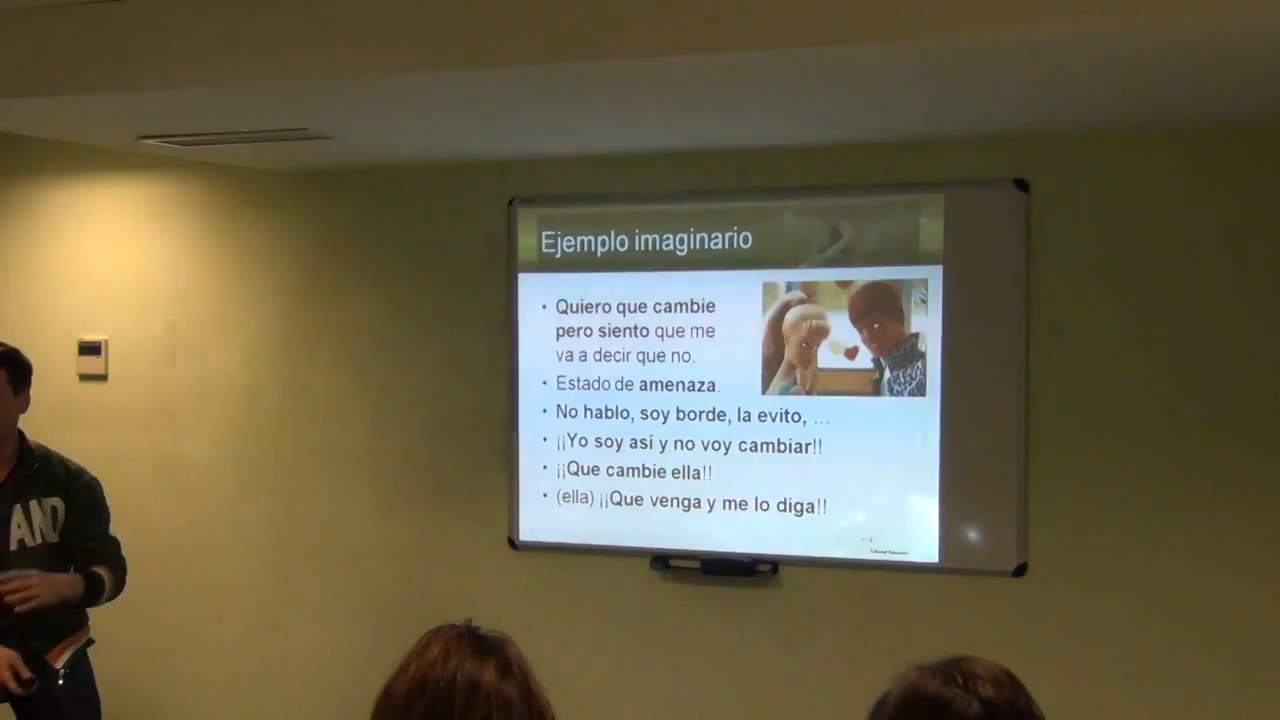 Ejemplo imaginario
• Quiero que cambie
pero siento que me
va a decir que no.
• Estado de amenaza.
• No hablo, soy borde, la evito, ...
• ¡¡Yo soy así y no voy cambiar!!
• ¡¡Que cambie ella!!
• (ella) ¡¡Que venga y me lo diga!!
AND